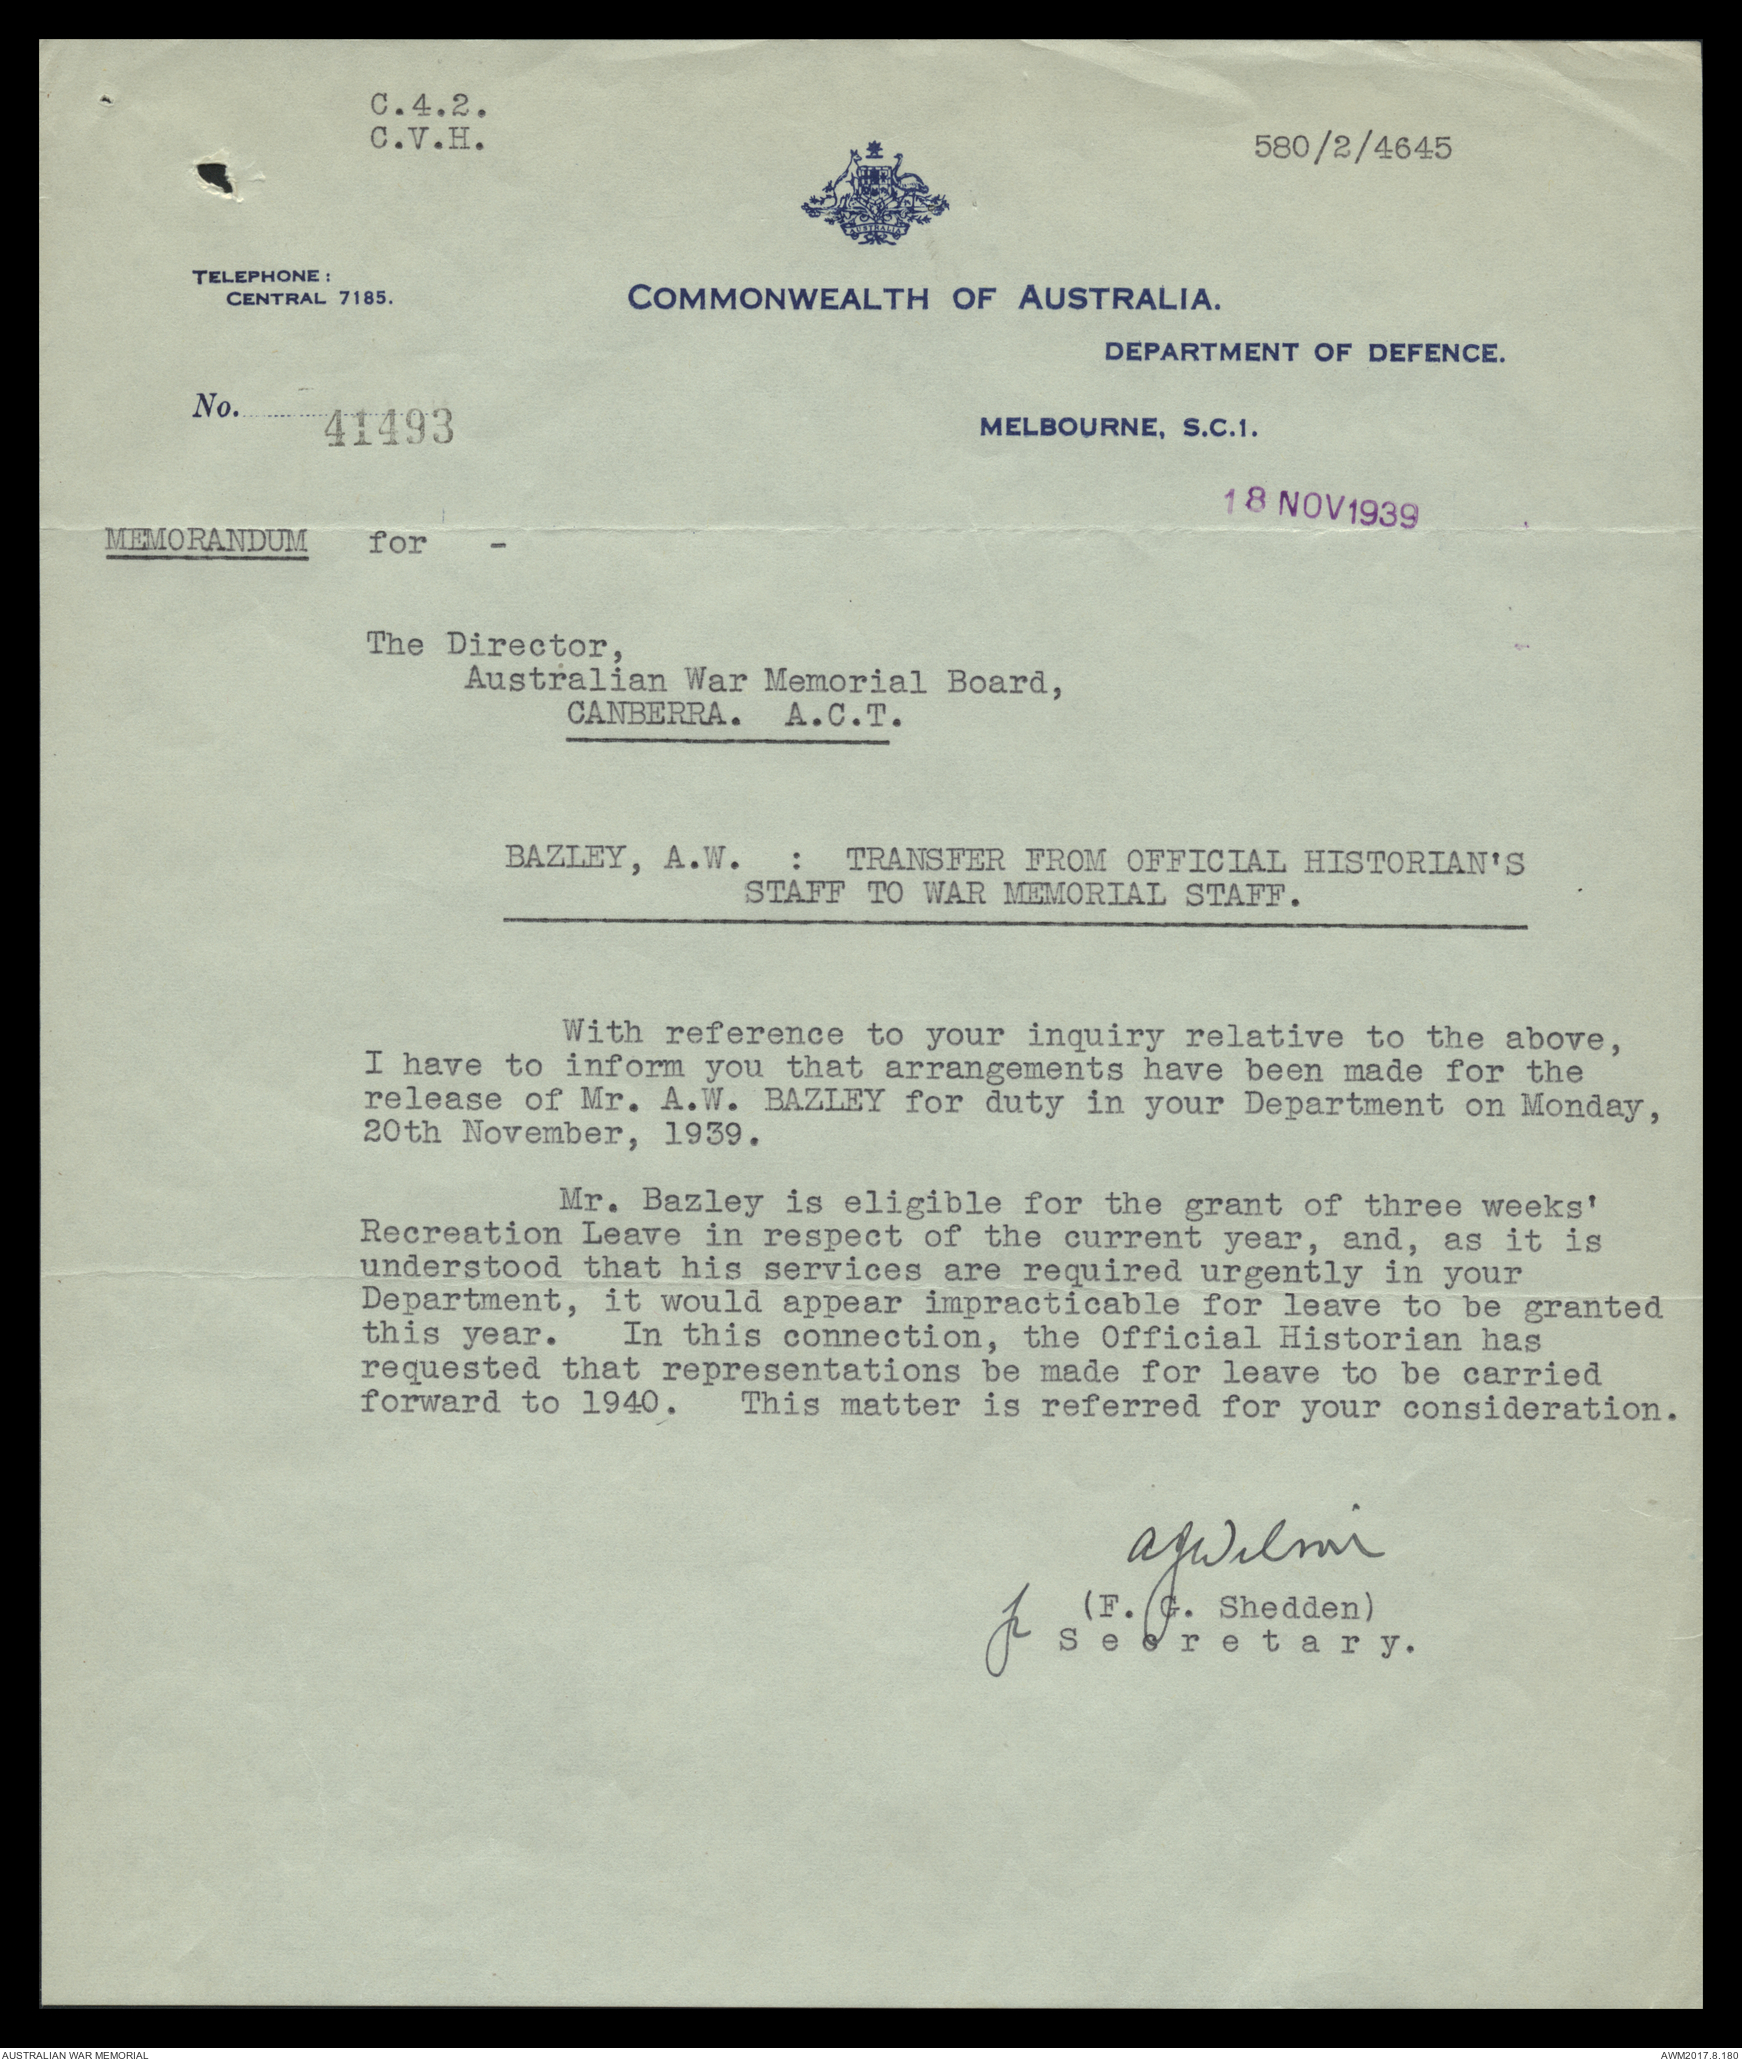 C.4.2.
C.V.H.
580/2/4645
AUSTRALIA
TELEPHONE:
CENTRAL 7185.
COMMONWEALTH OF AUSTRALIA.
DEPARTMENT OF DEFENCE.
No. 41493
MELBOURNE, S.C.1.
18 NOV 1939
MEMORANDUM for -
The Director,
Australian War Memorial Board,
CANBERRA. A.C.T.
BAZLEY, A.W. : TRANSFER FROM OFFICIAL HISTORIAN'S
STAFF TO WAR MEMORIAL STAFF.
With reference to your inquiry relative to the above,
I have to inform you that arrangements have been made for the
release of Mr. A.W. BAZLEY for duty in your Department on Monday,
20th November, 1939.
Mr. Bazley is eligible for the grant of three weeks'
Recreation Leave in respect of the current year, and, as it is
understood that his services are required urgently in your
Department, it would appear impracticable for leave to be granted
this year. In this connection, the Official Historian has
requested that representations be made for leave to be carried
forward to 1940. This matter is referred for your consideration.
AJWilson
(F. G. Shedden)
fr Secretary.
AUSTRALIAN WAR MEMORIAL
AWM2017.8.180